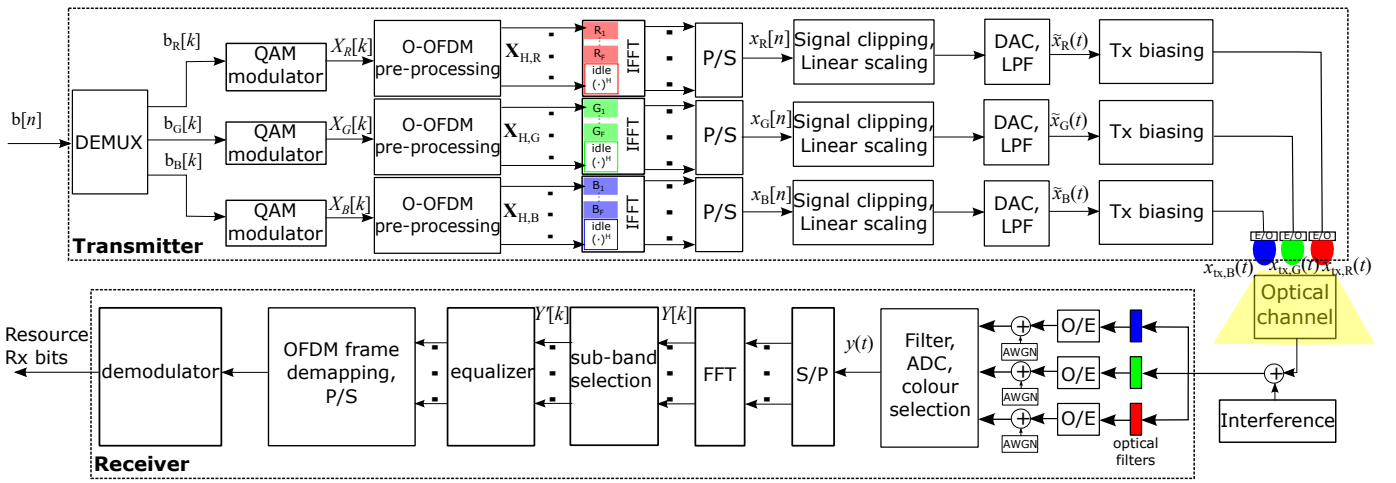 b[n]
DEMUX
b_R[k]
b_G[k]
b_B[k]
QAM
modulator
X_R[k]
O-OFDM
pre-processing
X_H,R
R_1
R_F
idle
(·)^H
IFFT
P/S
x_R[n]
Signal clipping,
Linear scaling
DAC,
LPF
x̃_R(t)
Tx biasing
QAM
modulator
X_G[k]
O-OFDM
pre-processing
X_H,G
G_1
G_F
idle
(·)^H
IFFT
P/S
x_G[n]
Signal clipping,
Linear scaling
DAC,
LPF
x̃_G(t)
Tx biasing
QAM
modulator
X_B[k]
O-OFDM
pre-processing
X_H,B
B_1
B_F
idle
(·)^H
IFFT
P/S
x_B[n]
Signal clipping,
Linear scaling
DAC,
LPF
x̃_B(t)
Tx biasing
Transmitter
E/O
E/O
E/O
x_tx,B(t)
x_tx,G(t)
x_tx,R(t)
Optical
channel
Interference
optical
filters
O/E
O/E
O/E
AWGN
AWGN
AWGN
Filter,
ADC,
colour
selection
y(t)
S/P
FFT
Y[k]
sub-band
selection
Y'[k]
equalizer
OFDM frame
demapping,
P/S
demodulator
Resource
Rx bits
Receiver